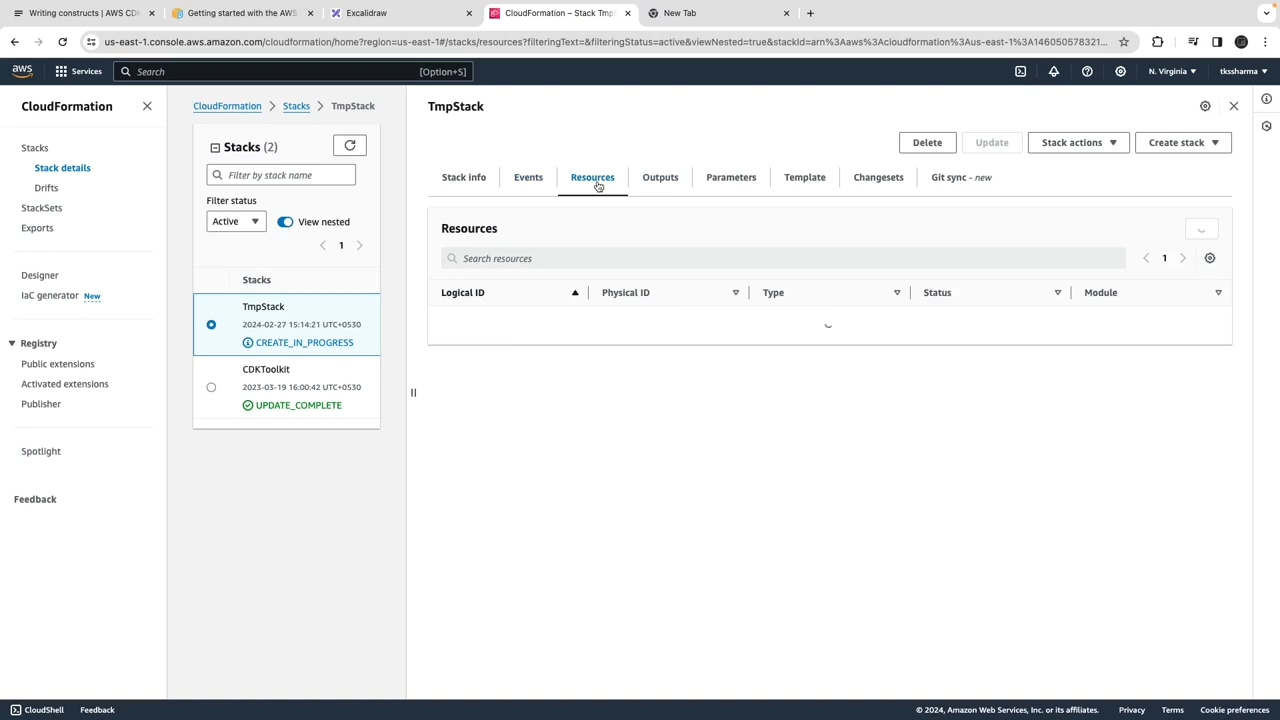 Writing constructs | AWS CD
Getting started with the AWS
Excalidraw
CloudFormation – Stack Tmp
New Tab
us-east-1.console.aws.amazon.com/cloudformation/home?region=us-east-1#/stacks/resources?filteringText=&filteringStatus=active&viewNested=true&stackId=arn%3Aaws%3Acloudformation%3Aus-east-1%3A146050578321...
aws
Services
Search
[Option+S]
N. Virginia
tkssharma
CloudFormation
Stacks
Stack details
Drifts
StackSets
Exports
Designer
IaC generator New
Registry
Public extensions
Activated extensions
Publisher
Spotlight
Feedback
CloudFormation > Stacks > TmpStack
Stacks (2)
Filter by stack name
Filter status
Active
View nested
1
Stacks
TmpStack
2024-02-27 15:14:21 UTC+0530
CREATE_IN_PROGRESS
CDKToolkit
2023-03-19 16:00:42 UTC+0530
UPDATE_COMPLETE
TmpStack
Delete
Update
Stack actions
Create stack
Stack info
Events
Resources
Outputs
Parameters
Template
Changesets
Git sync - new
Resources
Search resources
1
Logical ID
Physical ID
Type
Status
Module
CloudShell
Feedback
© 2024, Amazon Web Services, Inc. or its affiliates.
Privacy
Terms
Cookie preferences